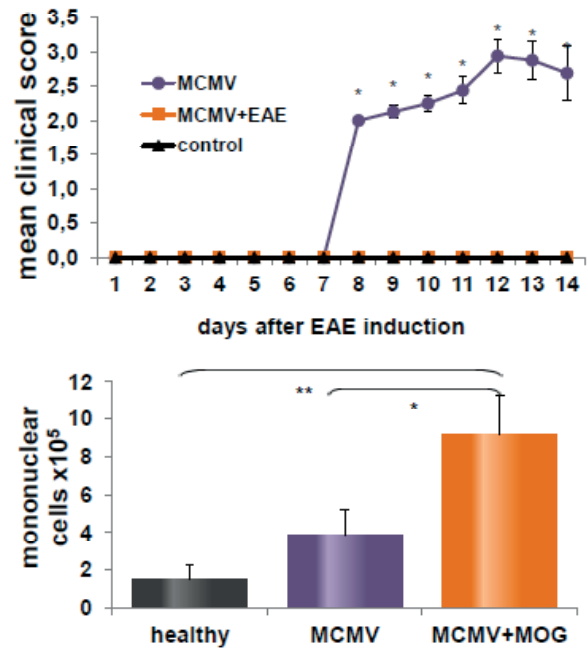 mean clinical score
3,5
3,0
2,5
2,0
1,5
1,0
0,5
0,0
MCMV
MCMV+EAE
control
* * * * * * *
1 2 3 4 5 6 7 8 9 10 11 12 13 14
days after EAE induction
mononuclear
cells x10⁵
12
10
8
6
4
2
0
**
*
healthy MCMV MCMV+MOG